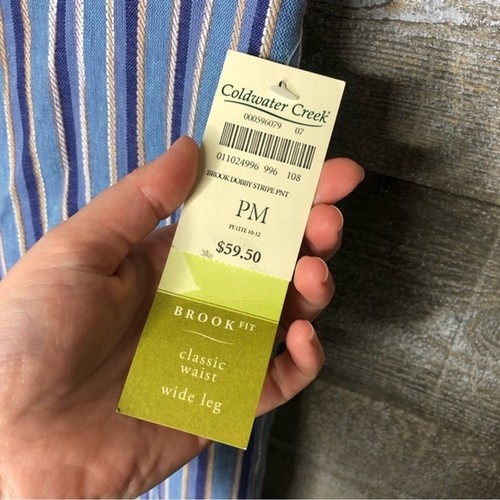 Coldwater Creek
000596079 07
011024996 996 108
BROOK DOBBY STRIPE PNT
PM
PETITE 10-12
$59.50
BROOK FIT
classic
waist
wide leg